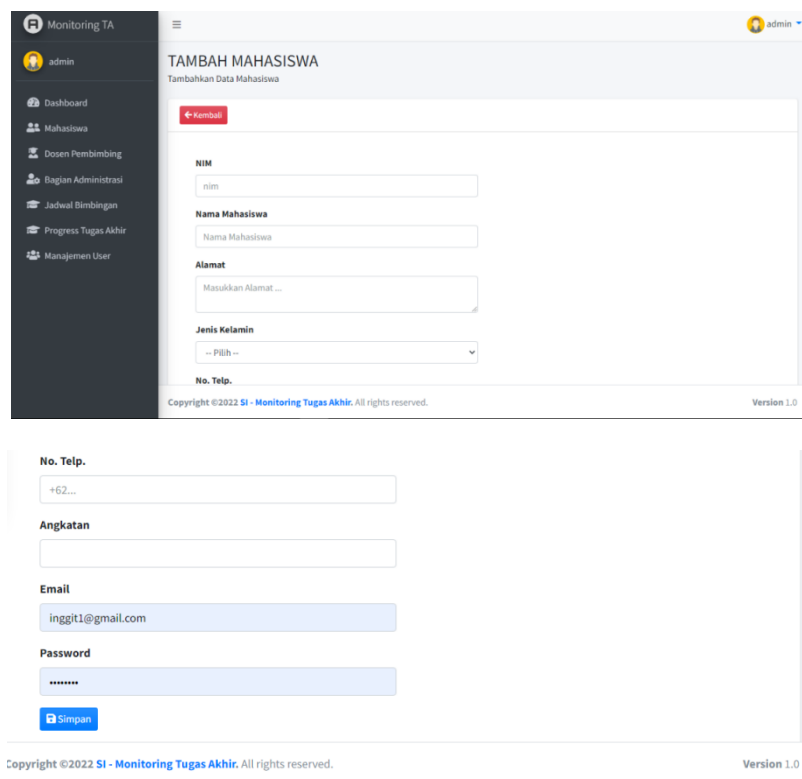 Monitoring TA
admin
admin
TAMBAH MAHASISWA
Tambahkan Data Mahasiswa
Dashboard
Mahasiswa
Dosen Pembimbing
Bagian Administrasi
Jadwal Bimbingan
Progress Tugas Akhir
Manajemen User
Kembali
NIM
nim
Nama Mahasiswa
Nama Mahasiswa
Alamat
Masukkan Alamat ...
Jenis Kelamin
-- Pilih --
No. Telp.
Copyright ©2022 SI - Monitoring Tugas Akhir. All rights reserved.
Version 1.0
No. Telp.
+62...
Angkatan
Email
inggit1@gmail.com
Password
••••••••
Simpan
Copyright ©2022 SI - Monitoring Tugas Akhir. All rights reserved.
Version 1.0